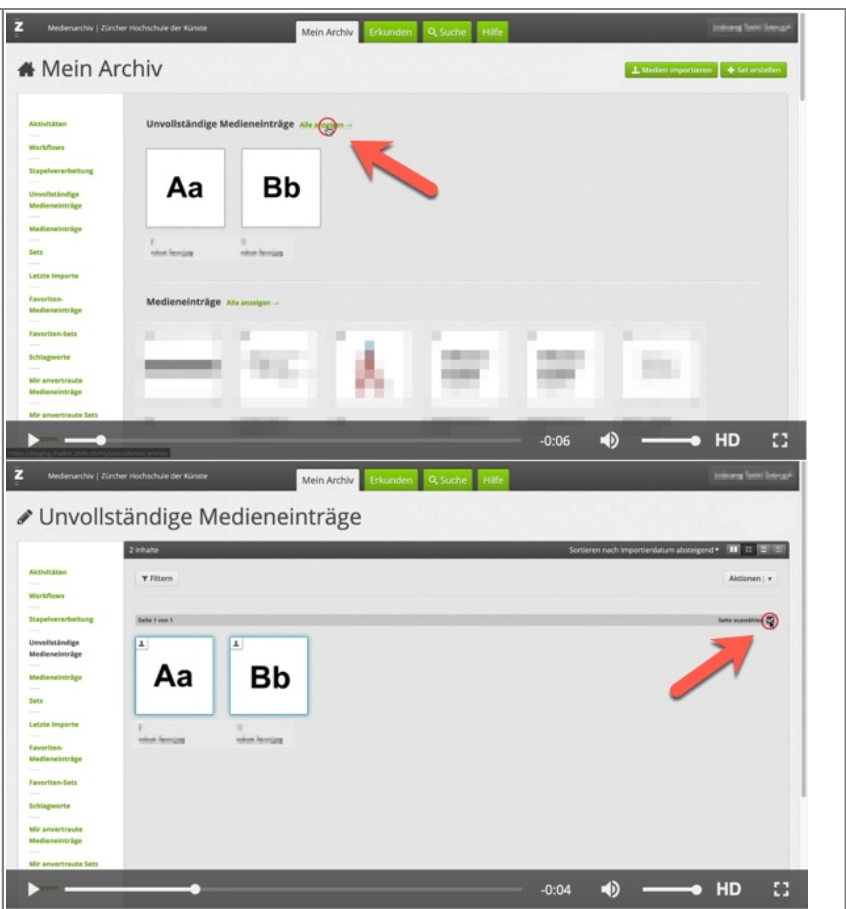 Z Medienarchiv | Zürcher Hochschule der Künste Mein Archiv Erkunden Suche Hilfe
Mein Archiv
Medien importieren Set erstellen
Aktivitäten
Workflows
Stapelverarbeitung
Unvollständige
Medieneinträge
Medieneinträge
Sets
Letzte Importe
Favoriten-
Medieneinträge
Favoriten-Sets
Schlagworte
Mir anvertraute
Medieneinträge
Mir anvertraute Sets
Unvollständige Medieneinträge Alle anzeigen →
Aa Bb
Medieneinträge Alle anzeigen →
-0:06 HD
Z Medienarchiv | Zürcher Hochschule der Künste Mein Archiv Erkunden Suche Hilfe
Unvollständige Medieneinträge
Aktivitäten
Workflows
Stapelverarbeitung
Unvollständige
Medieneinträge
Medieneinträge
Sets
Letzte Importe
Favoriten-
Medieneinträge
Favoriten-Sets
Schlagworte
Mir anvertraute
Medieneinträge
Mir anvertraute Sets
2 Inhalte Sortieren nach Importierdatum absteigend
Filtern Aktionen
Seite 1 von 1 Seite auswählen
Aa Bb
-0:04 HD